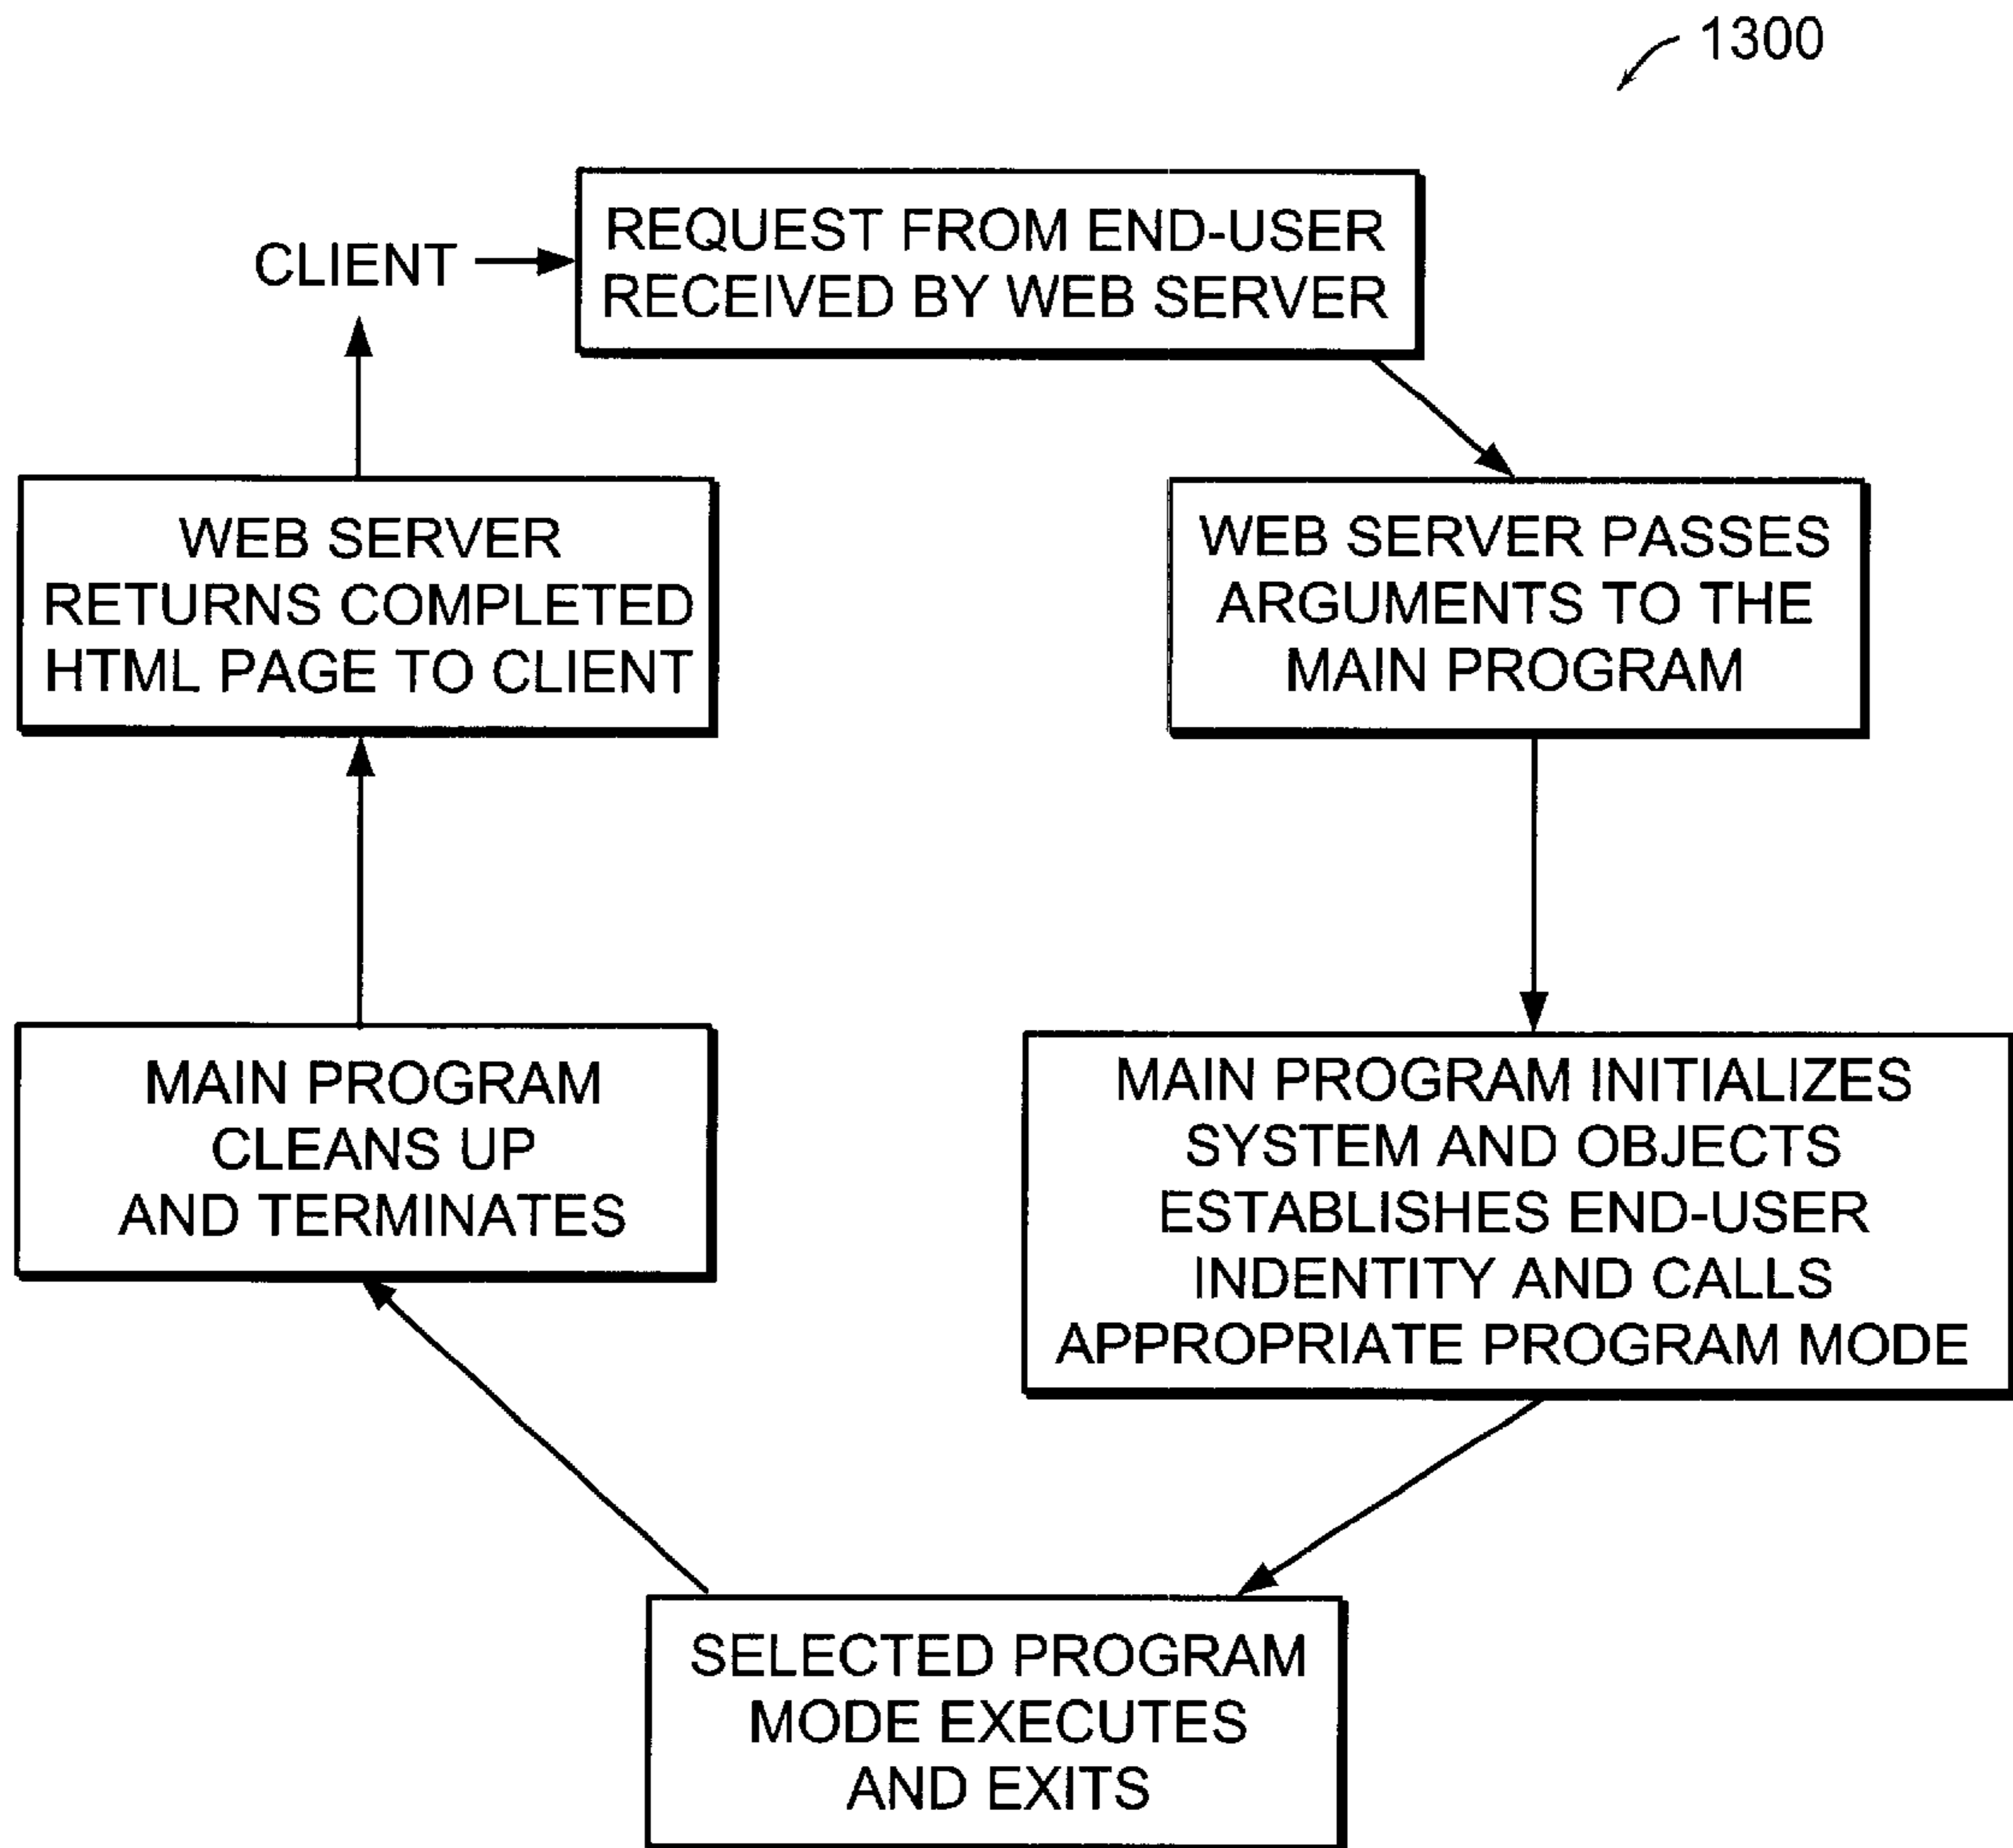 1300
CLIENT
REQUEST FROM END-USER
RECEIVED BY WEB SERVER
WEB SERVER PASSES
ARGUMENTS TO THE
MAIN PROGRAM
MAIN PROGRAM INITIALIZES
SYSTEM AND OBJECTS
ESTABLISHES END-USER
INDENTITY AND CALLS
APPROPRIATE PROGRAM MODE
SELECTED PROGRAM
MODE EXECUTES
AND EXITS
MAIN PROGRAM
CLEANS UP
AND TERMINATES
WEB SERVER
RETURNS COMPLETED
HTML PAGE TO CLIENT